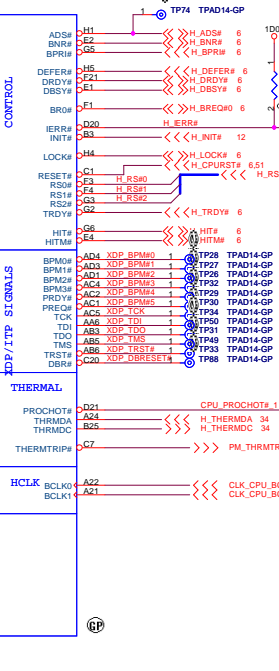 1 TP74 TPAD14-GP
ADS# H1 H_ADS# 6
BNR# E2 H_BNR# 6
BPRI# G5 H_BPRI# 6
1D0
DEFER# H5 H_DEFER# 6
DRDY# F21 H_DRDY# 6
DBSY# E1 H_DBSY# 6
CONTROL
BR0# F1 H_BREQ#0 6
IERR# D20 H_IERR#
INIT# B3 H_INIT# 12
2
LOCK# H4 H_LOCK# 6
H_CPURST# 6,51
RESET# C1
RS0# F3 H_RS#0
RS1# F4 H_RS#1
RS2# G3 H_RS#2
H_RS
TRDY# G2 H_TRDY# 6
HIT# G6 HIT# 6
HITM# E4 HITM# 6
BPM0# AD4 XDP_BPM#0 1 TP28 TPAD14-GP
BPM1# AD3 XDP_BPM#1 1 TP27 TPAD14-GP
BPM2# AD1 XDP_BPM#2 1 TP26 TPAD14-GP
BPM3# AC4 XDP_BPM#3 1 TP32 TPAD14-GP
PRDY# AC2 XDP_BPM#4 1 TP29 TPAD14-GP
PREQ# AC1 XDP_BPM#5 1 TP30 TPAD14-GP
TCK AC5 XDP_TCK 1 TP34 TPAD14-GP
TDI AA6 XDP_TDI 1 TP50 TPAD14-GP
TDO AB3 XDP_TDO 1 TP31 TPAD14-GP
TMS AB5 XDP_TMS 1 TP49 TPAD14-GP
TRST# AB6 XDP_TRST# 1 TP33 TPAD14-GP
DBR# C20 XDP_DBRESET# 1 TP88 TPAD14-GP
XDP/ITP SIGNALS
THERMAL
PROCHOT# D21 CPU_PROCHOT#_1
THRMDA A24 H_THERMDA 34
THRMDC B25 H_THERMDC 34
THERMTRIP# C7 PM_THRMTR
HCLK
BCLK0 A22 CLK_CPU_BC
BCLK1 A21 CLK_CPU_BC
GP